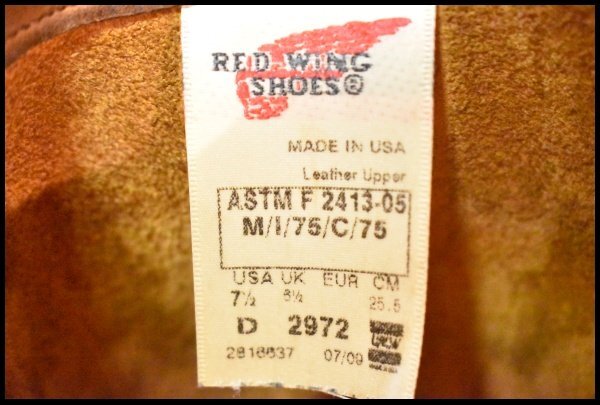 RED WING
SHOES®
MADE IN USA
Leather Upper
ASTM F 2413-05
M/I/75/C/75
USA UK EUR CM
7½ 6½ 25.5
D 2972
2816637 07/09